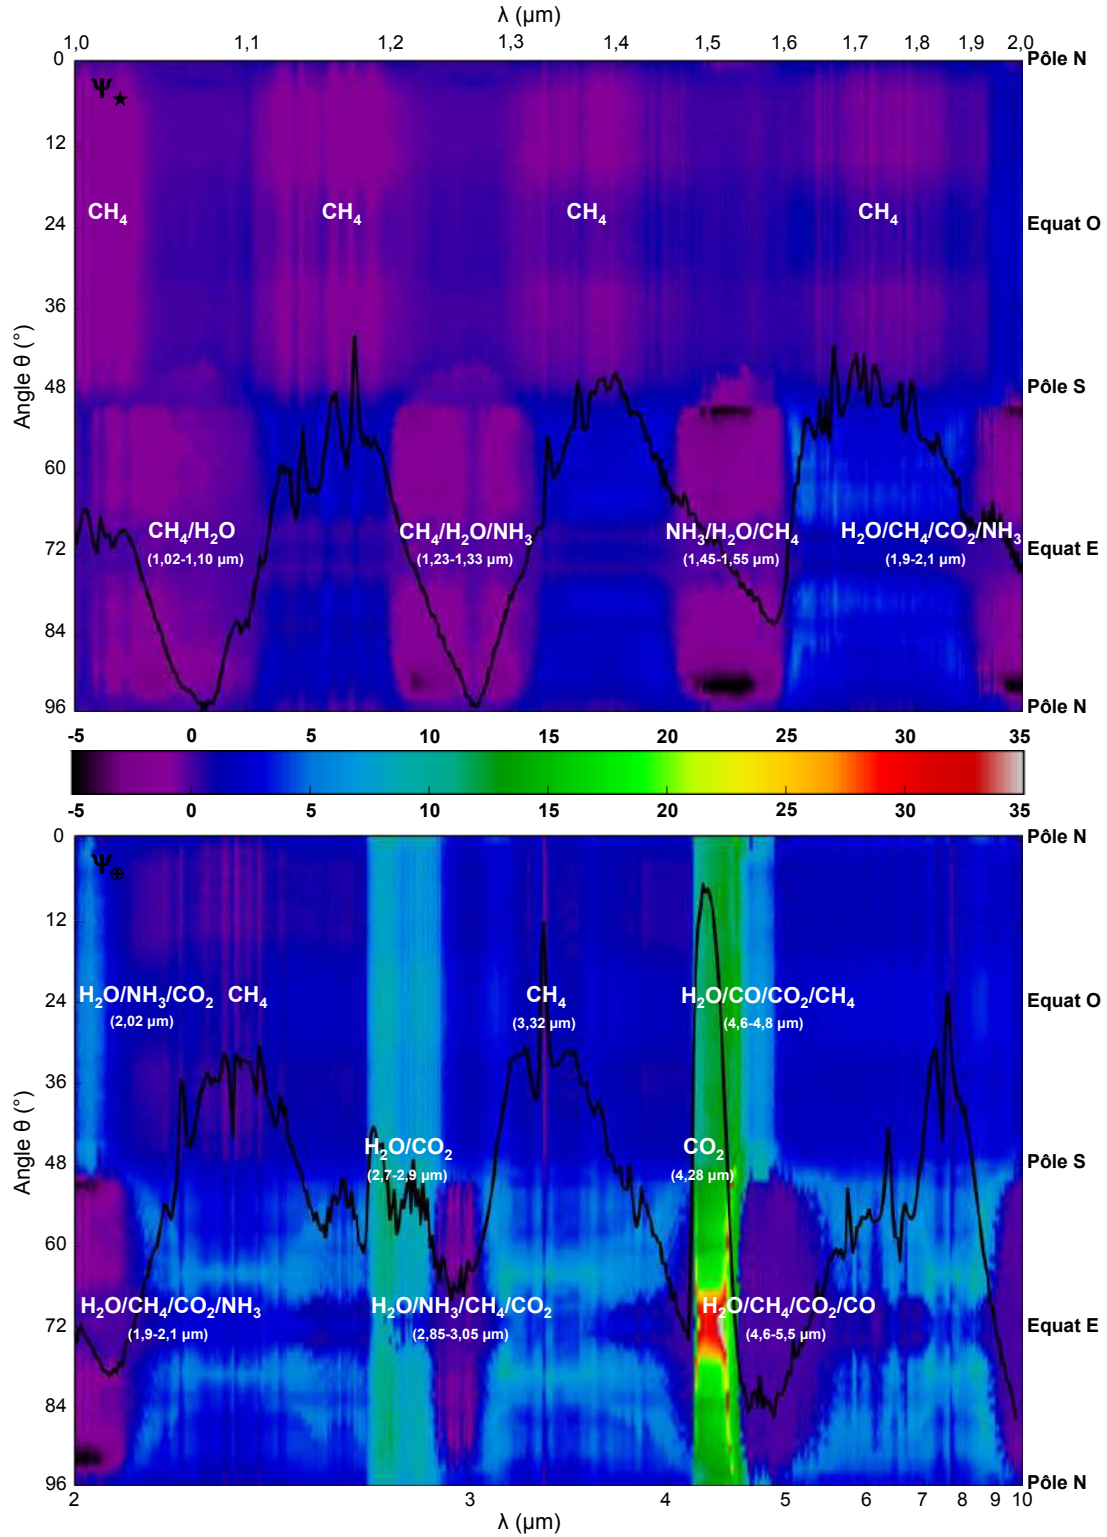 λ (μm)
1,0 1,1 1,2 1,3 1,4 1,5 1,6 1,7 1,8 1,9 2,0
0 Pôle N
Ψ★
12
CH₄ CH₄ CH₄ CH₄
24 Equat O
36
Angle θ (°)
48 Pôle S
60
CH₄/H₂O CH₄/H₂O/NH₃ NH₃/H₂O/CH₄ H₂O/CH₄/CO₂/NH₃
72 Equat E
(1,02-1,10 μm) (1,23-1,33 μm) (1,45-1,55 μm) (1,9-2,1 μm)
84
96 Pôle N
-5 0 5 10 15 20 25 30 35
-5 0 5 10 15 20 25 30 35
0 Pôle N
Ψ⊕
12
H₂O/NH₃/CO₂ CH₄ CH₄ H₂O/CO/CO₂/CH₄
24 Equat O
(2,02 μm) (3,32 μm) (4,6-4,8 μm)
36
Angle θ (°)
H₂O/CO₂ CO₂
48 Pôle S
(2,7-2,9 μm) (4,28 μm)
60
H₂O/CH₄/CO₂/NH₃ H₂O/NH₃/CH₄/CO₂ H₂O/CH₄/CO₂/CO
72 Equat E
(1,9-2,1 μm) (2,85-3,05 μm) (4,6-5,5 μm)
84
96 Pôle N
2 3 4 5 6 7 8 9 10
λ (μm)